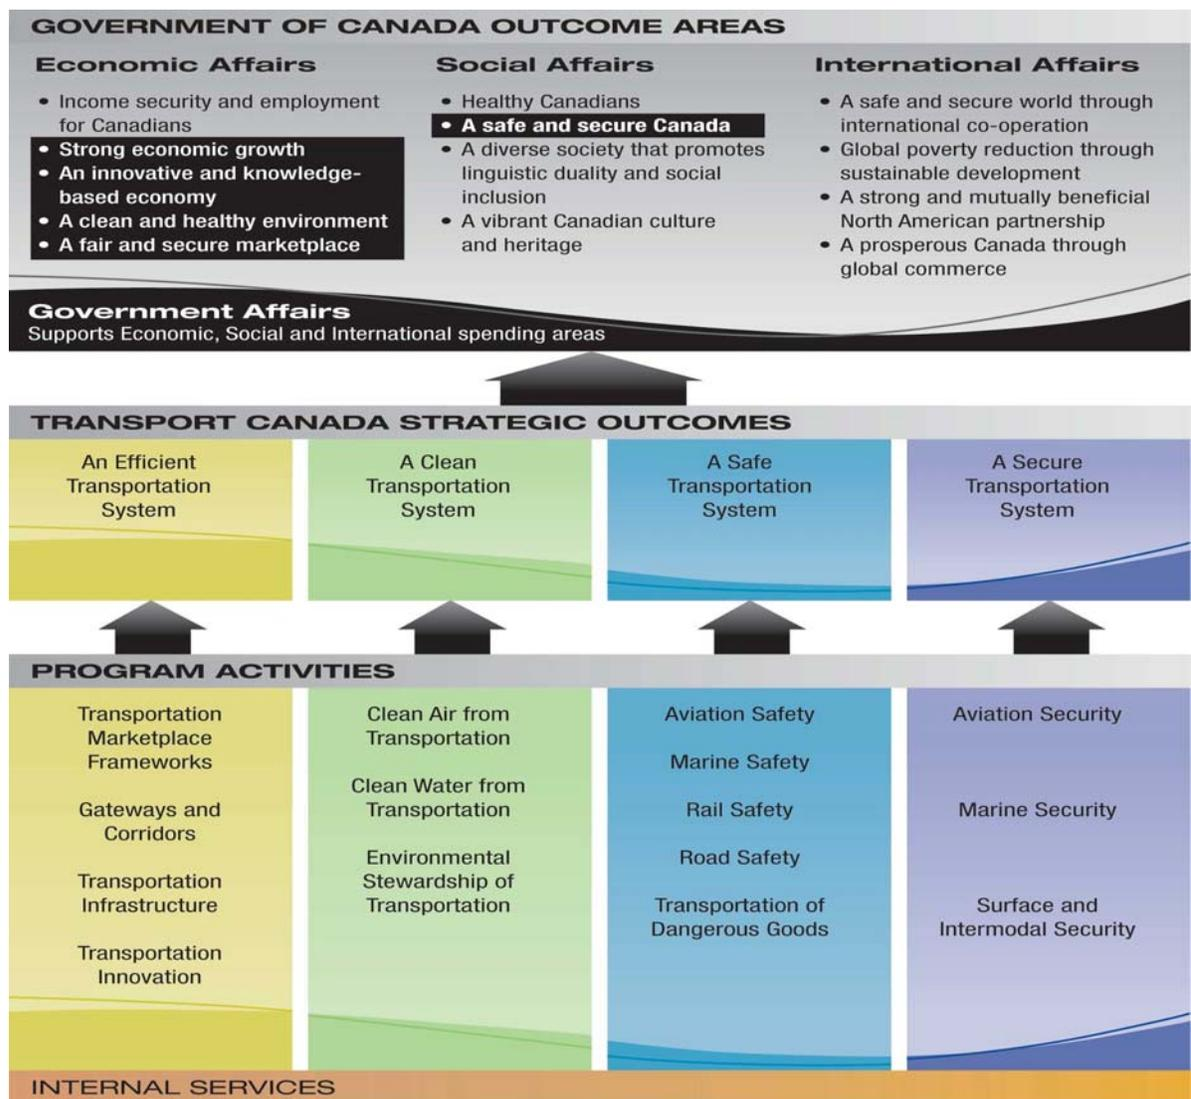 GOVERNMENT OF CANADA OUTCOME AREAS
Economic Affairs
• Income security and employment
for Canadians
• Strong economic growth
• An innovative and knowledge-
based economy
• A clean and healthy environment
• A fair and secure marketplace
Social Affairs
• Healthy Canadians
• A safe and secure Canada
• A diverse society that promotes
linguistic duality and social
inclusion
• A vibrant Canadian culture
and heritage
International Affairs
• A safe and secure world through
international co-operation
• Global poverty reduction through
sustainable development
• A strong and mutually beneficial
North American partnership
• A prosperous Canada through
global commerce
Government Affairs
Supports Economic, Social and International spending areas
TRANSPORT CANADA STRATEGIC OUTCOMES
An Efficient
Transportation
System
A Clean
Transportation
System
A Safe
Transportation
System
A Secure
Transportation
System
PROGRAM ACTIVITIES
Transportation
Marketplace
Frameworks
Gateways and
Corridors
Transportation
Infrastructure
Transportation
Innovation
Clean Air from
Transportation
Clean Water from
Transportation
Environmental
Stewardship of
Transportation
Aviation Safety
Marine Safety
Rail Safety
Road Safety
Transportation of
Dangerous Goods
Aviation Security
Marine Security
Surface and
Intermodal Security
INTERNAL SERVICES